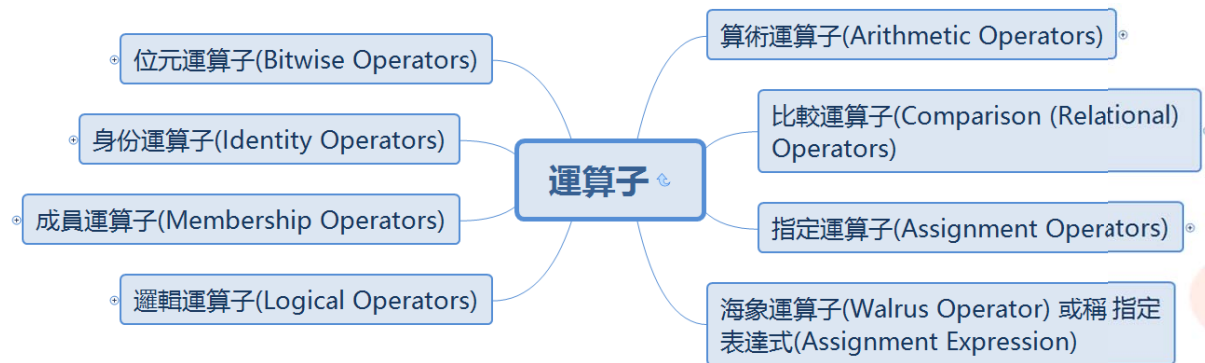 位元運算子(Bitwise Operators)
身份運算子(Identity Operators)
成員運算子(Membership Operators)
邏輯運算子(Logical Operators)
運算子
算術運算子(Arithmetic Operators)
比較運算子(Comparison (Relational)
Operators)
指定運算子(Assignment Operators)
海象運算子(Walrus Operator) 或稱 指定
表達式(Assignment Expression)